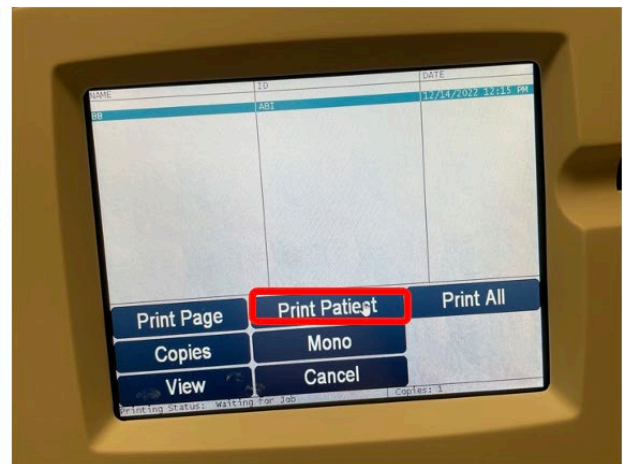 NAME ID DATE
BB ABI 12/14/2022 12:15 PM
Print Page Print Patient Print All
Copies Mono
View Cancel
Printing Status: Waiting for Job Copies: 1